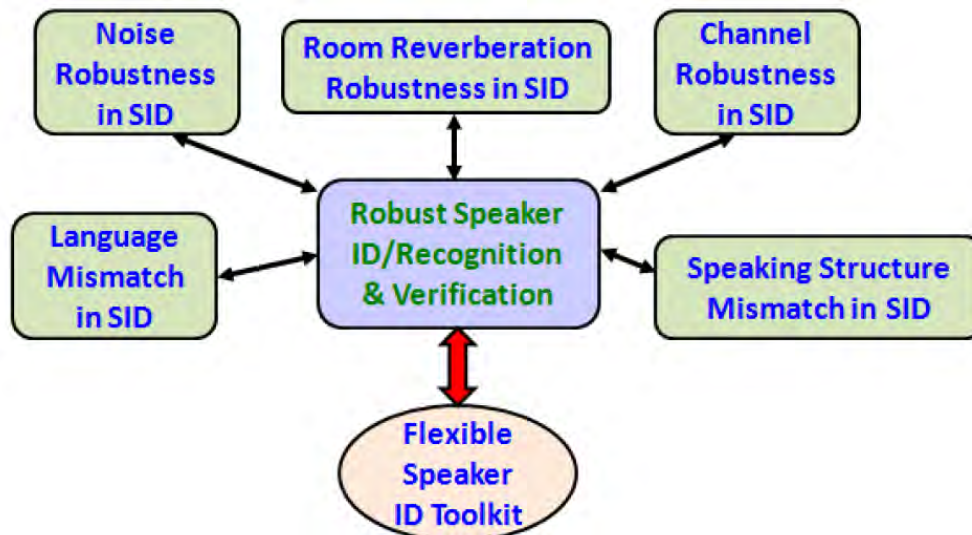 Noise
Robustness
in SID
Room Reverberation
Robustness in SID
Channel
Robustness
in SID
Language
Mismatch
in SID
Robust Speaker
ID/Recognition
& Verification
Speaking Structure
Mismatch in SID
Flexible
Speaker
ID Toolkit